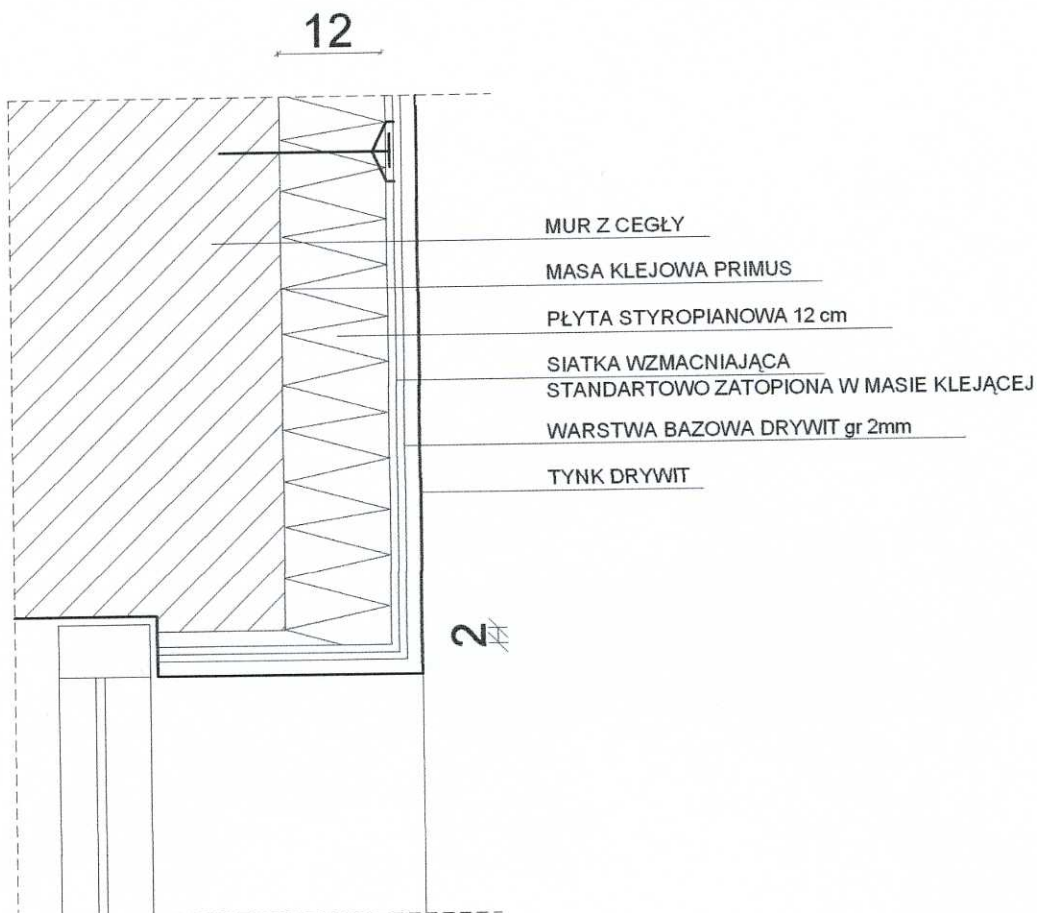 12
MUR Z CEGŁY
MASA KLEJOWA PRIMUS
PŁYTA STYROPIANOWA 12 cm
SIATKA WZMACNIAJĄCA
STANDARTOWO ZATOPIONA W MASIE KLEJĄCEJ
WARSTWA BAZOWA DRYWIT gr 2mm
TYNK DRYWIT
2